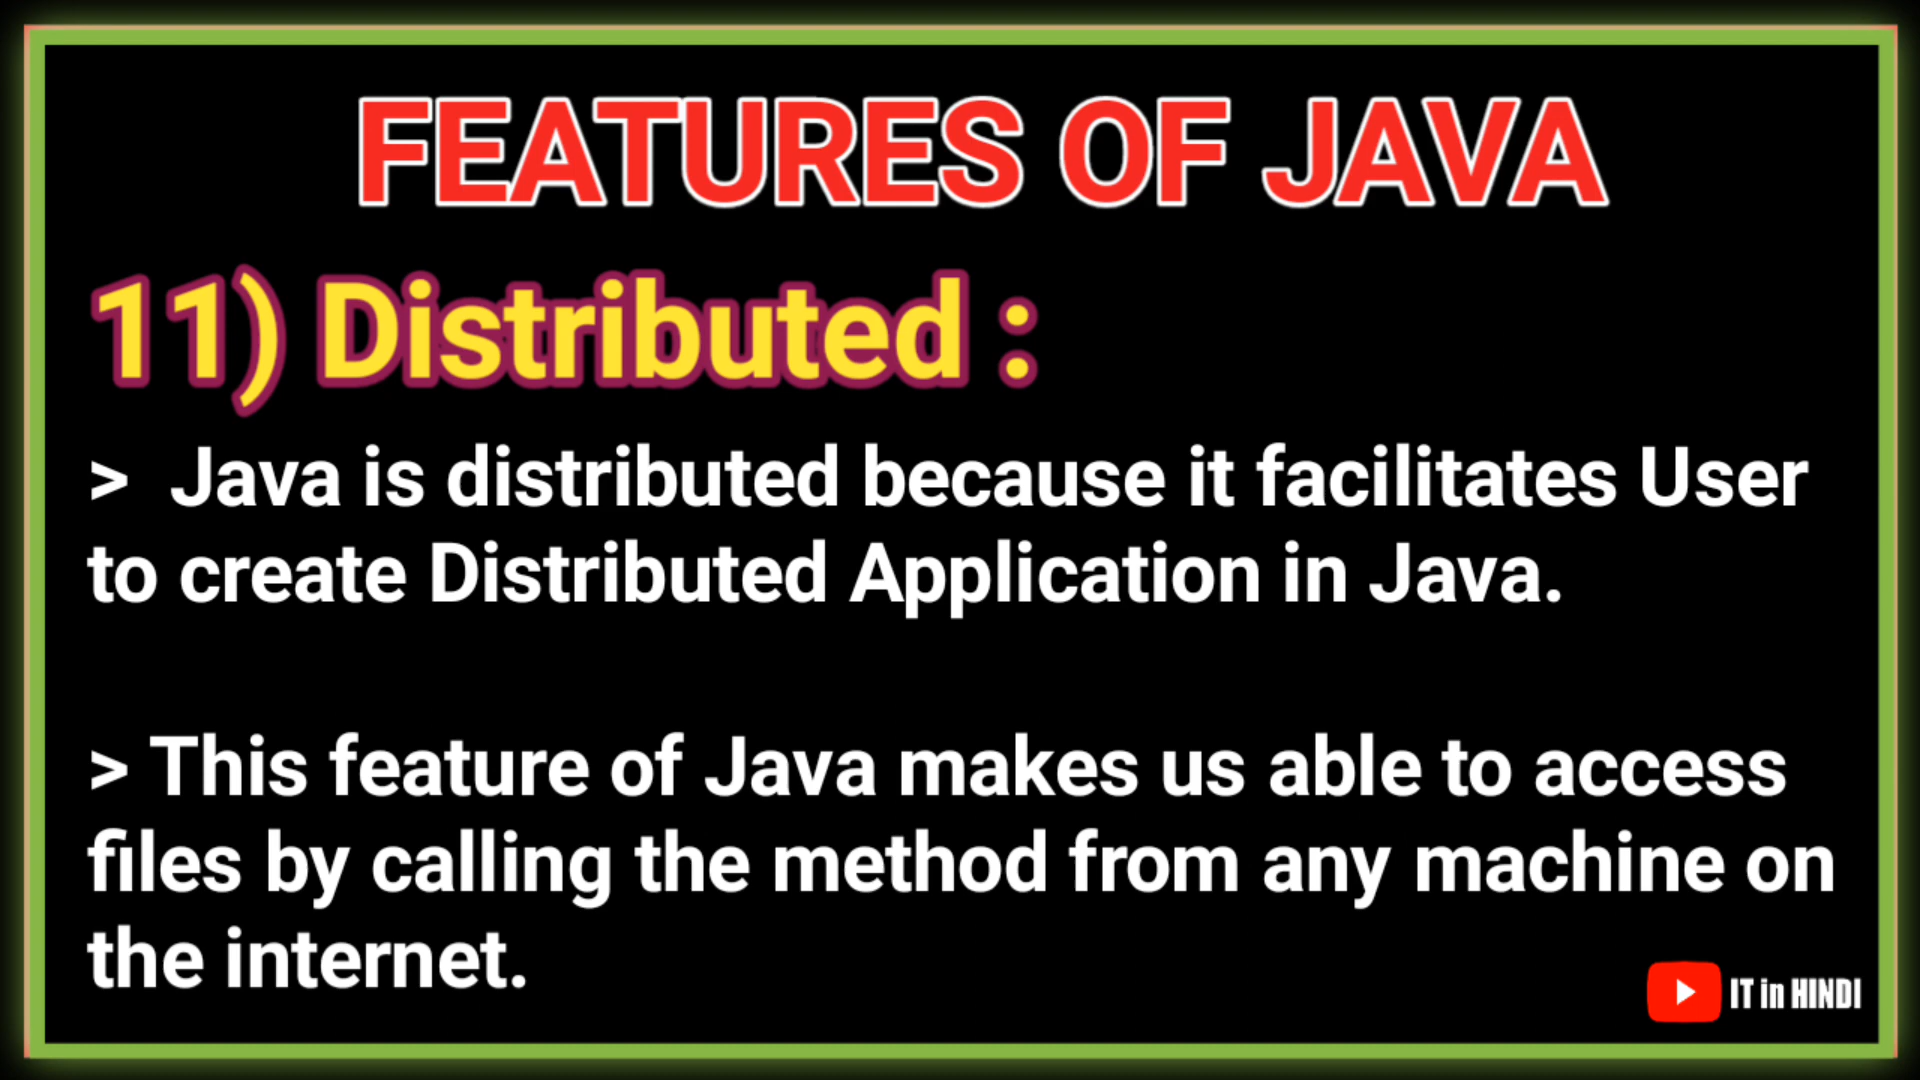 FEATURES OF JAVA
11) Distributed :
> Java is distributed because it facilitates User
to create Distributed Application in Java.
> This feature of Java makes us able to access
files by calling the method from any machine on
the internet.
IT in HINDI